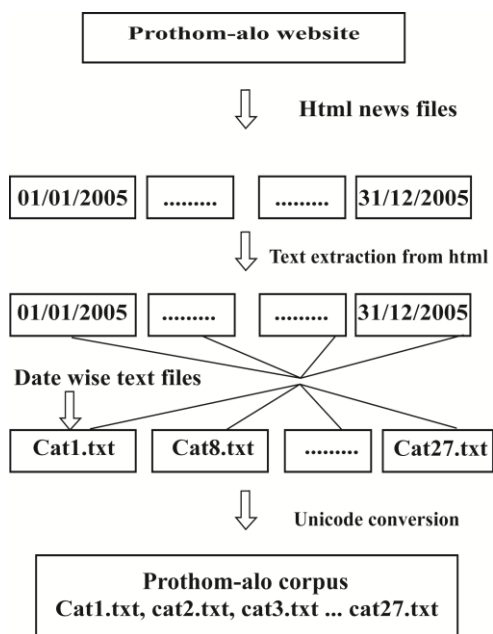 Prothom-alo website
Html news files
01/01/2005 ......... ......... 31/12/2005
Text extraction from html
01/01/2005 ......... ......... 31/12/2005
Date wise text files
Cat1.txt Cat8.txt ......... Cat27.txt
Unicode conversion
Prothom-alo corpus
Cat1.txt, cat2.txt, cat3.txt ... cat27.txt